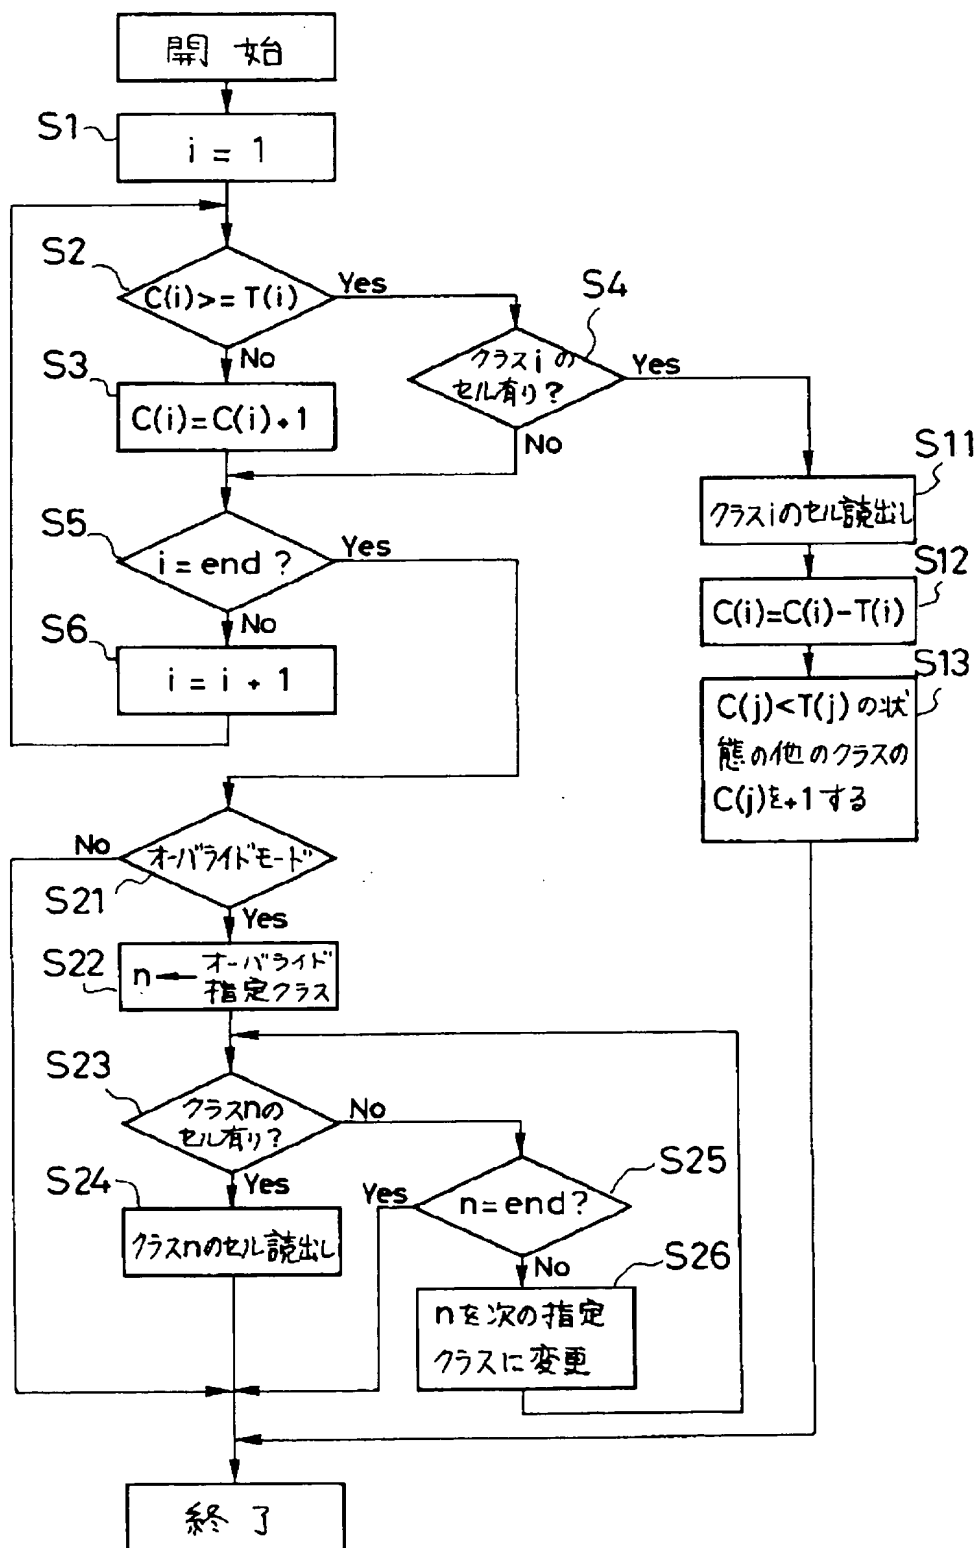 開始
S1
i = 1
S2
C(i)>= T(i)
Yes
No
S3
C(i)=C(i)+1
S4
クラスiの
セル有り?
Yes
No
S5
i = end ?
Yes
No
S6
i = i + 1
S11
クラスiのセル読出し
S12
C(i)=C(i)-T(i)
S13
C(j)<T(j)の状
態の他のクラスの
C(j)を+1する
No
オーバライドモード
S21
Yes
S22
n ← オーバライド
指定クラス
S23
クラスnの
セル有り?
No
Yes
S24
クラスnのセル読出し
S25
n=end?
Yes
No
S26
nを次の指定
クラスに変更
終了